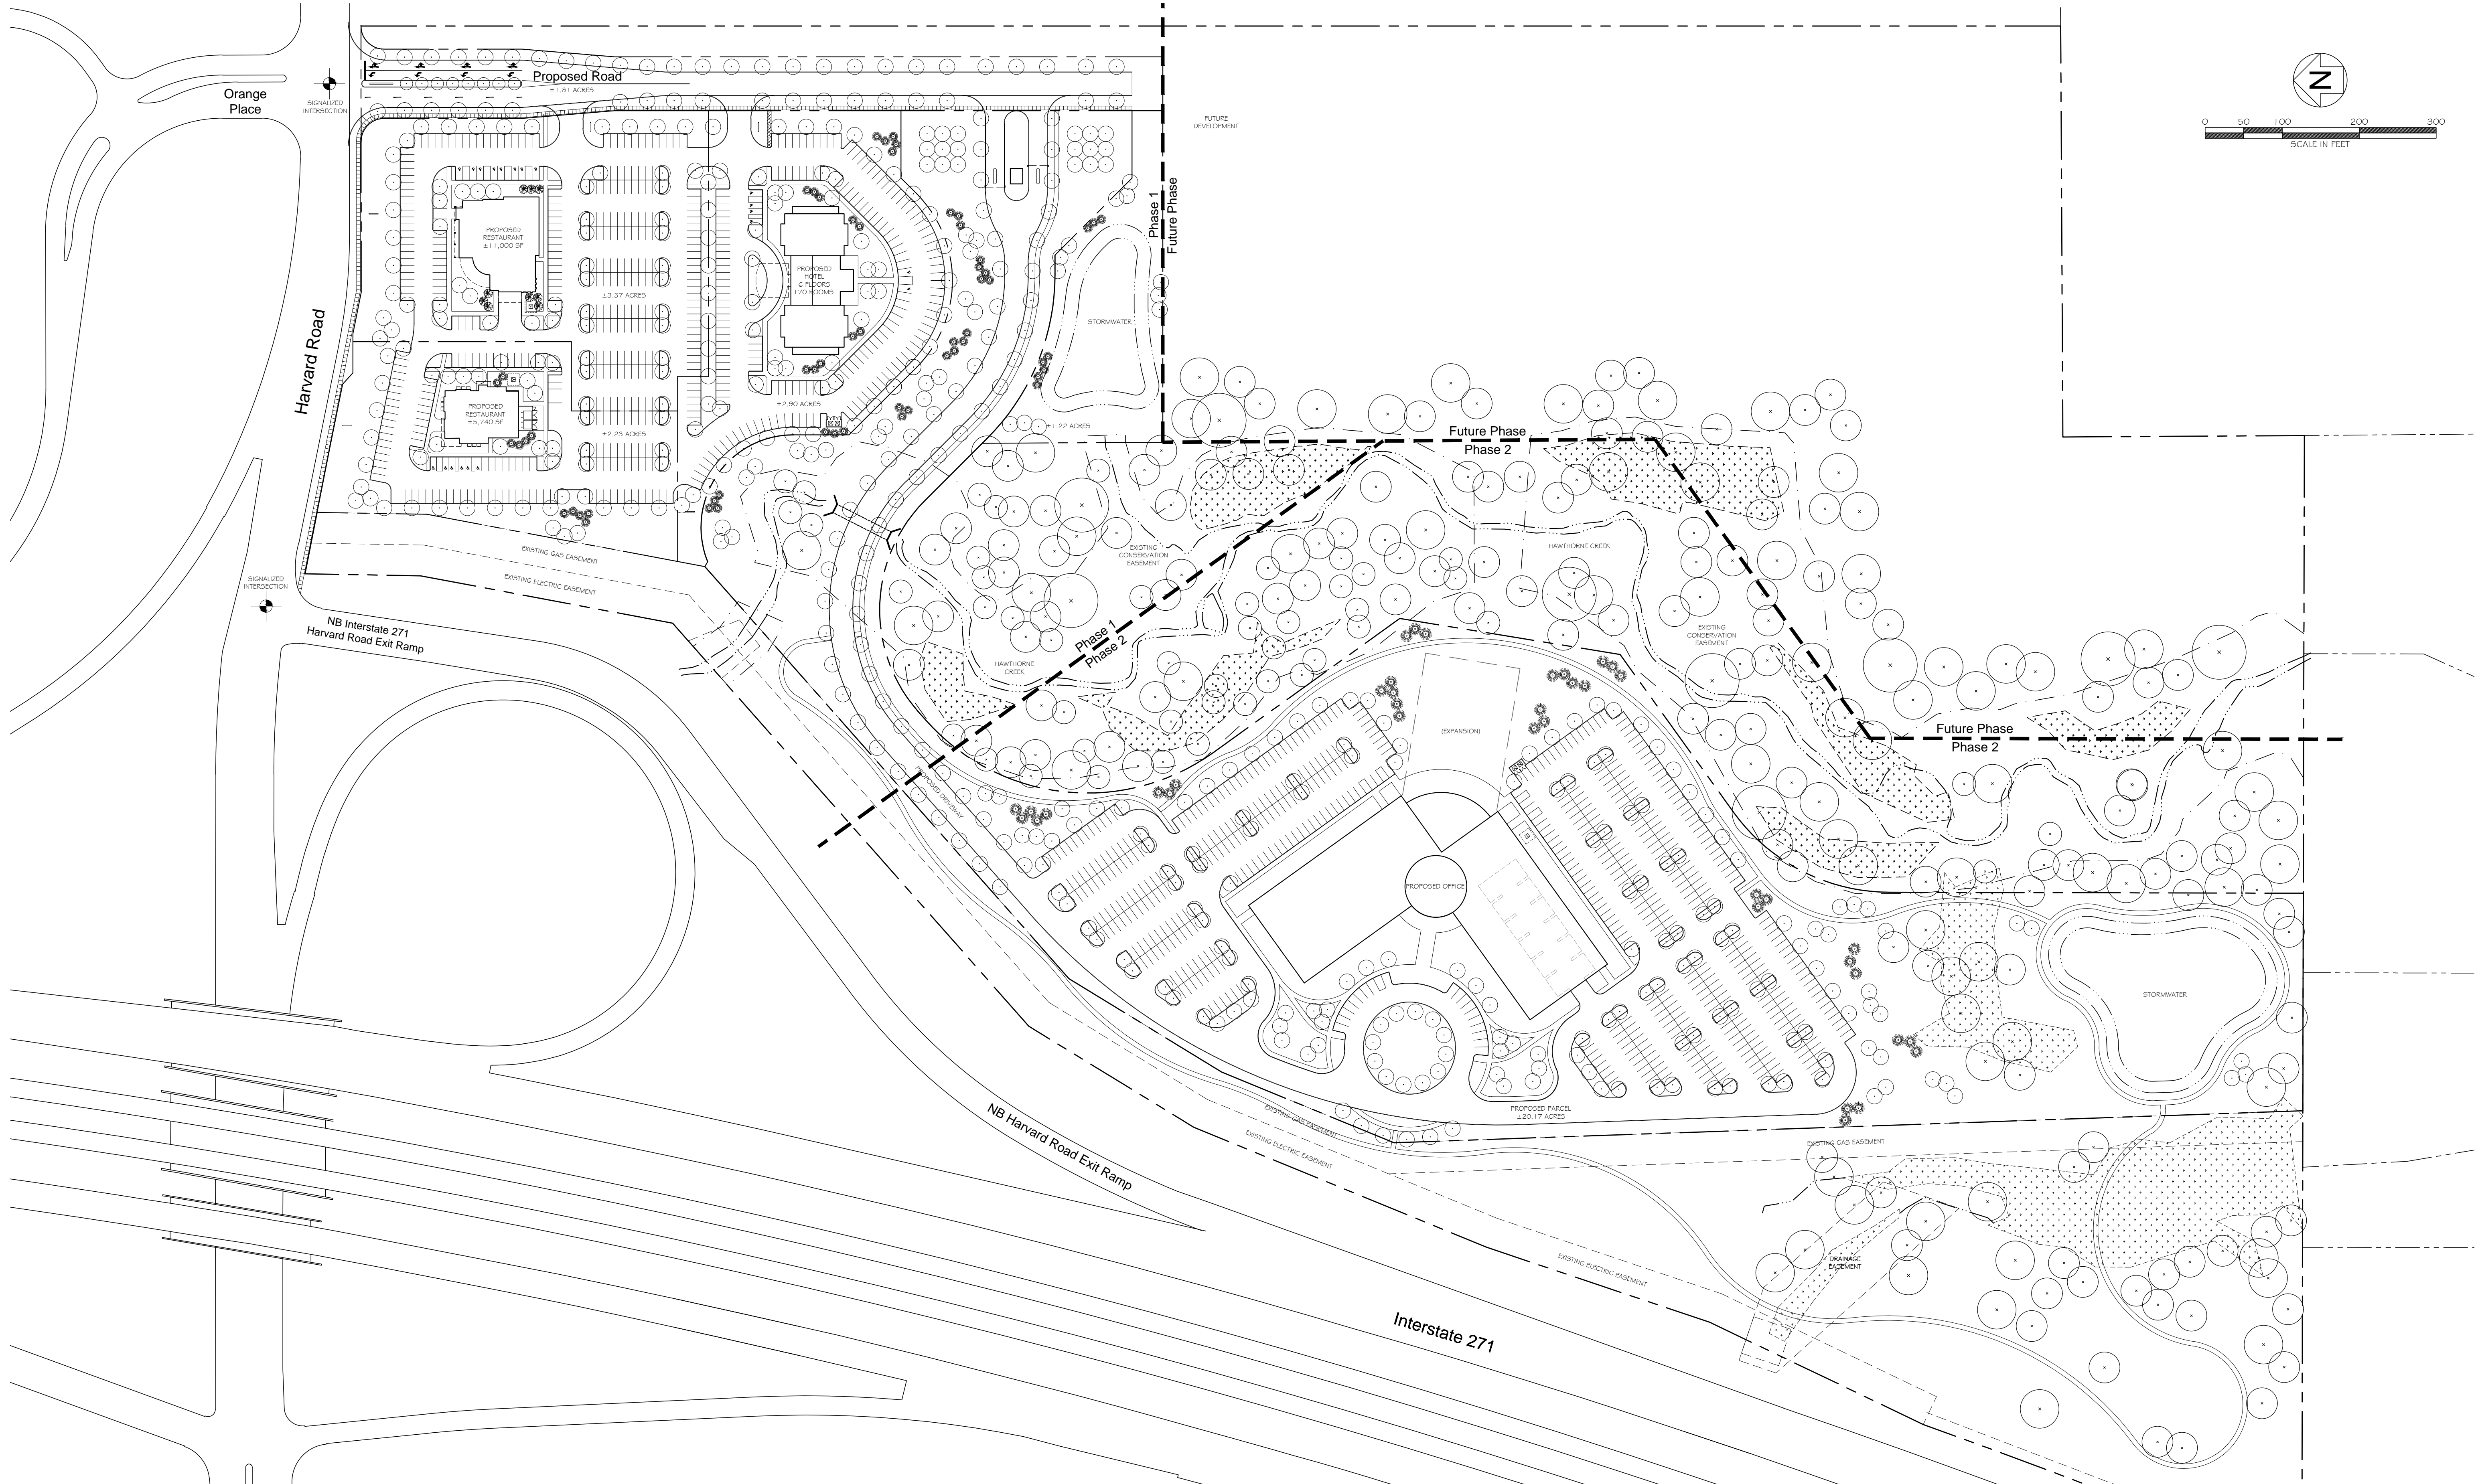 Proposed Road
±1.81 ACRES
Orange
Place
SIGNALIZED
INTERSECTION
N
0 50 100 200 300
SCALE IN FEET
FUTURE
DEVELOPMENT
Phase 1
Future Phase
PROPOSED
RESTAURANT
±11,000 SF
PROPOSED
HOTEL
6 FLOORS
170 ROOMS
±3.37 ACRES
STORMWATER
Harvard Road
PROPOSED
RESTAURANT
±5,740 SF
±2.90 ACRES
±2.23 ACRES
±1.22 ACRES
Future Phase
Phase 2
EXISTING GAS EASEMENT
EXISTING ELECTRIC EASEMENT
EXISTING
CONSERVATION
EASEMENT
HAWTHORNE CREEK
SIGNALIZED
INTERSECTION
NB Interstate 271
Harvard Road Exit Ramp
Phase 1
Phase 2
HAWTHORNE
CREEK
EXISTING
CONSERVATION
EASEMENT
(EXPANSION)
Future Phase
Phase 2
PROPOSED DRIVEWAY
PROPOSED OFFICE
STORMWATER
PROPOSED PARCEL
±20.17 ACRES
NB Harvard Road Exit Ramp
EXISTING GAS EASEMENT
EXISTING ELECTRIC EASEMENT
EXISTING GAS EASEMENT
EXISTING ELECTRIC EASEMENT
DRAINAGE
EASEMENT
Interstate 271